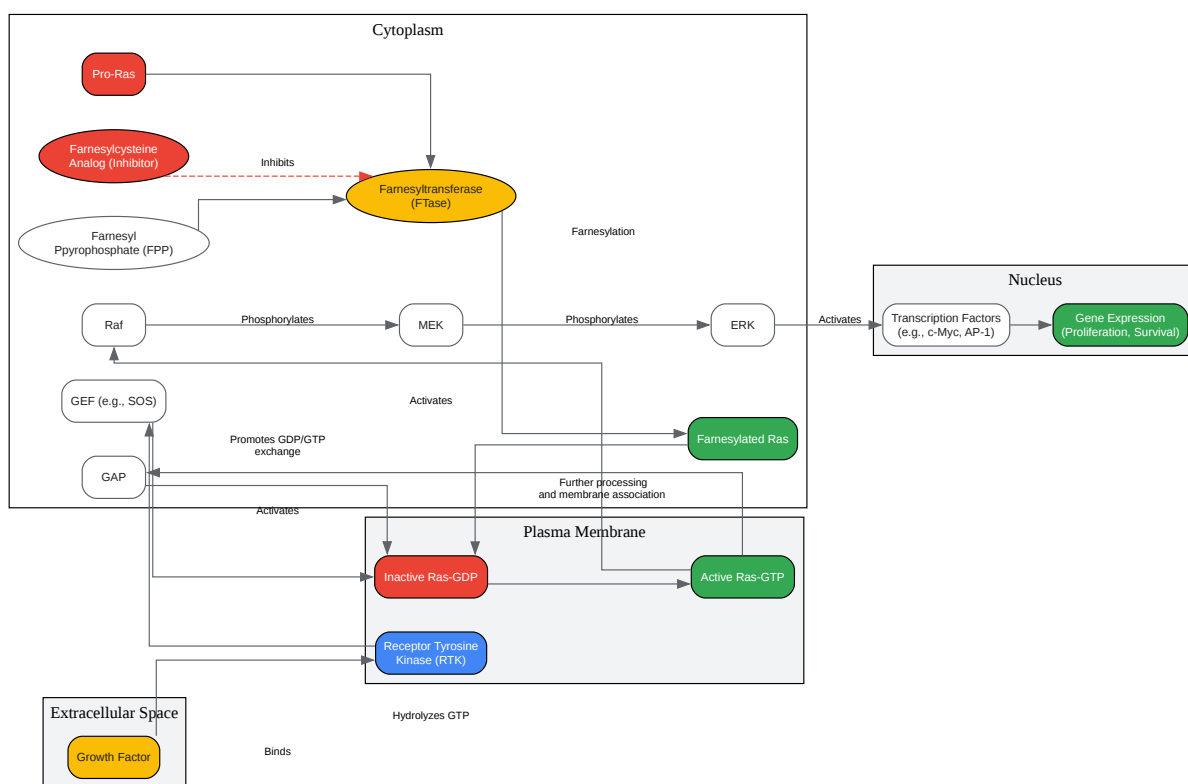 Cytoplasm
Pro-Ras
Farnesylcysteine
Analog (Inhibitor)
Inhibits
Farnesyltransferase
(FTase)
Farnesyl
Ppyrophosphate (FPP)
Farnesylation
Nucleus
Raf
Phosphorylates
MEK
Phosphorylates
ERK
Activates
Transcription Factors
(e.g., c-Myc, AP-1)
Gene Expression
(Proliferation, Survival)
GEF (e.g., SOS)
Activates
Promotes GDP/GTP
exchange
Farnesylated Ras
GAP
Further processing
and membrane association
Activates
Plasma Membrane
Inactive Ras-GDP
Active Ras-GTP
Receptor Tyrosine
Kinase (RTK)
Extracellular Space
Hydrolyzes GTP
Growth Factor
Binds